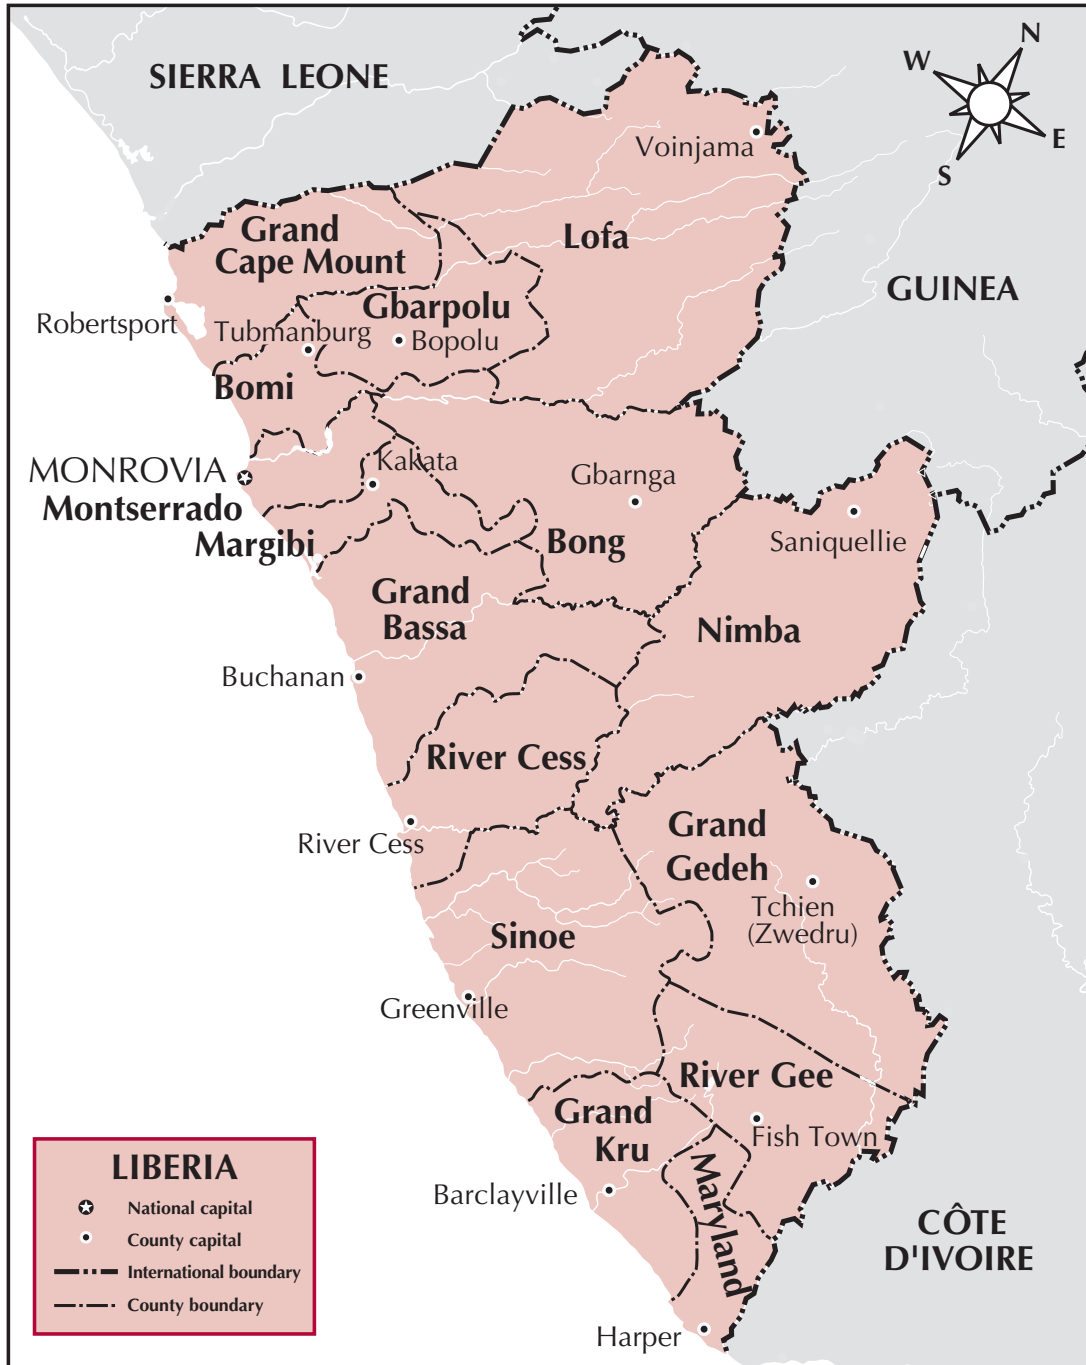 SIERRA LEONE
N
W
E
S
Voinjama
Grand
Cape Mount
Lofa
GUINEA
Gbarpolu
Robertsport
Tubmanburg
Bopolu
Bomi
MONROVIA
Kakata
Gbarnga
Montserrado
Margibi
Bong
Saniquellie
Grand
Bassa
Nimba
Buchanan
River Cess
River Cess
Grand
Gedeh
Tchien
(Zwedru)
Sinoe
Greenville
River Gee
Grand
Kru
Fish Town
Maryland
Barclayville
CÔTE
D'IVOIRE
Harper
LIBERIA
National capital
County capital
International boundary
County boundary